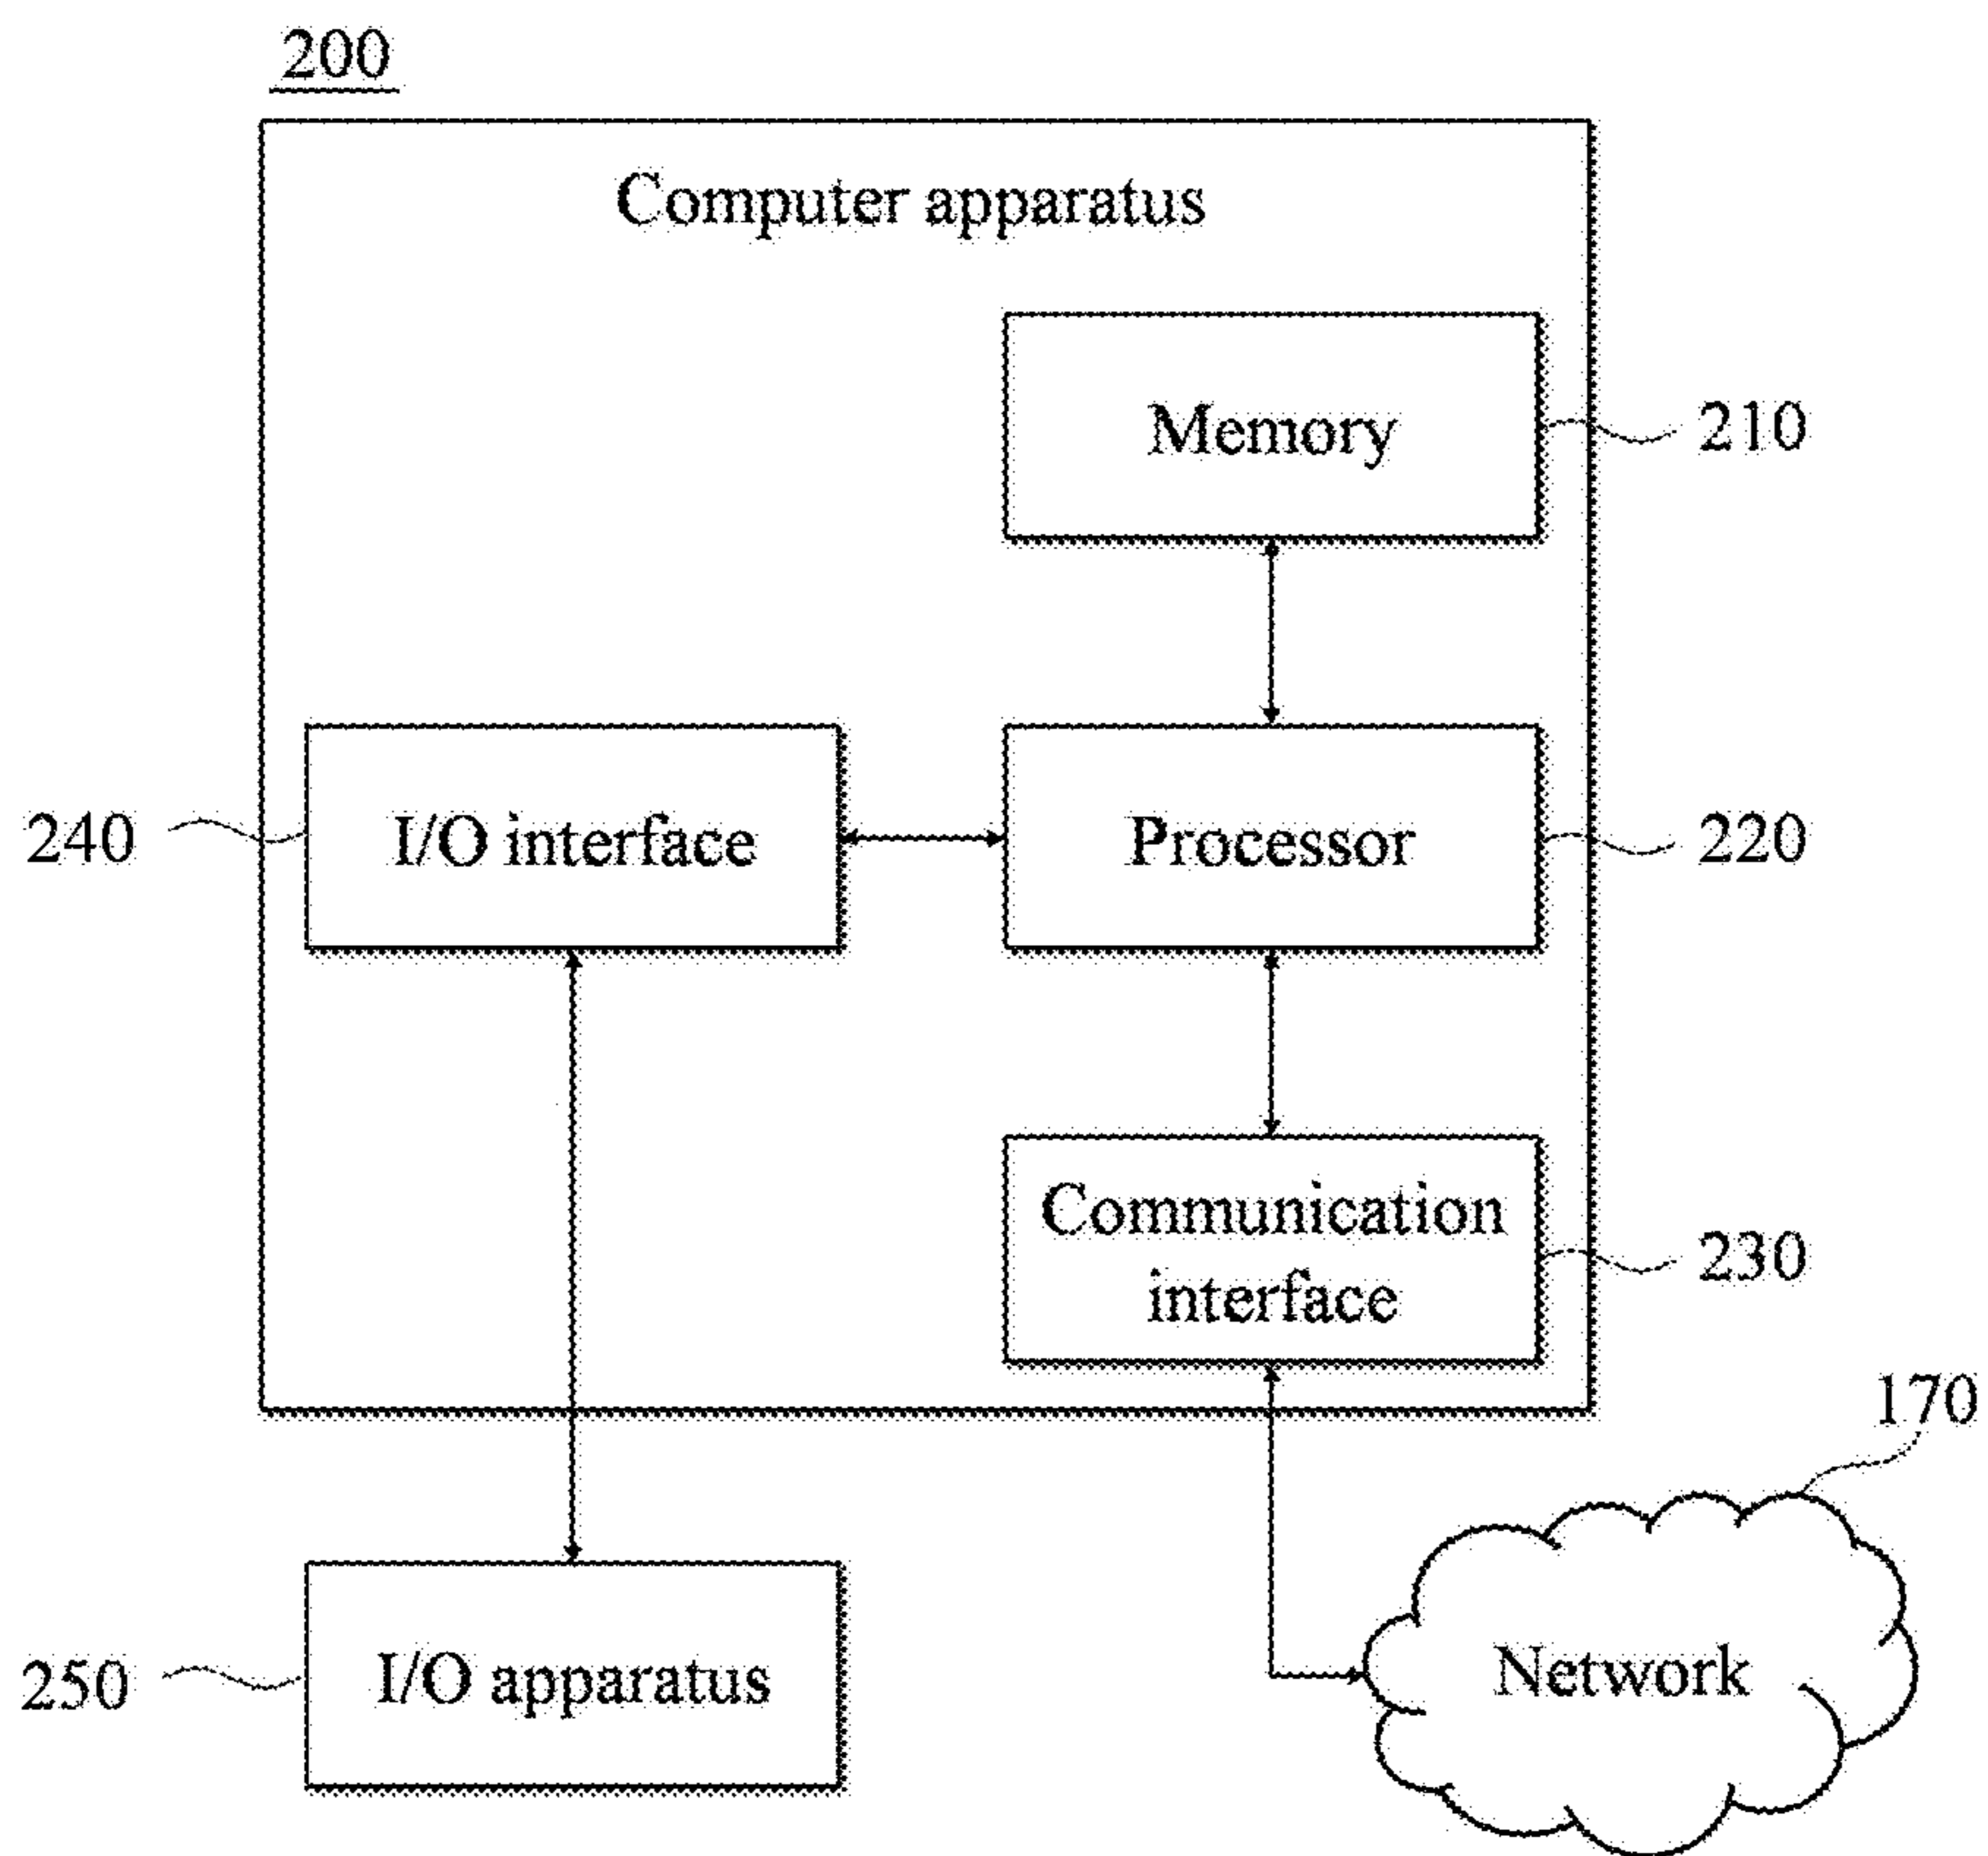 200
Computer apparatus
Memory
210
240
I/O interface
Processor
220
Communication
interface
230
170
250
I/O apparatus
Network